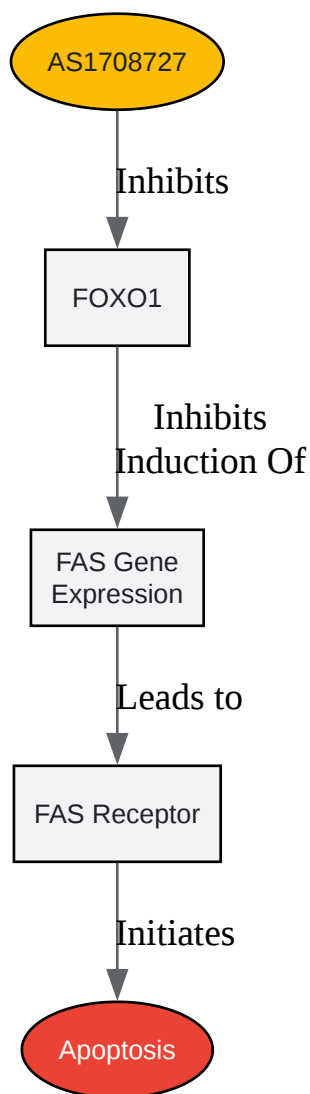 AS1708727
Inhibits
FOXO1
Inhibits
Induction Of
FAS Gene
Expression
Leads to
FAS Receptor
Initiates
Apoptosis